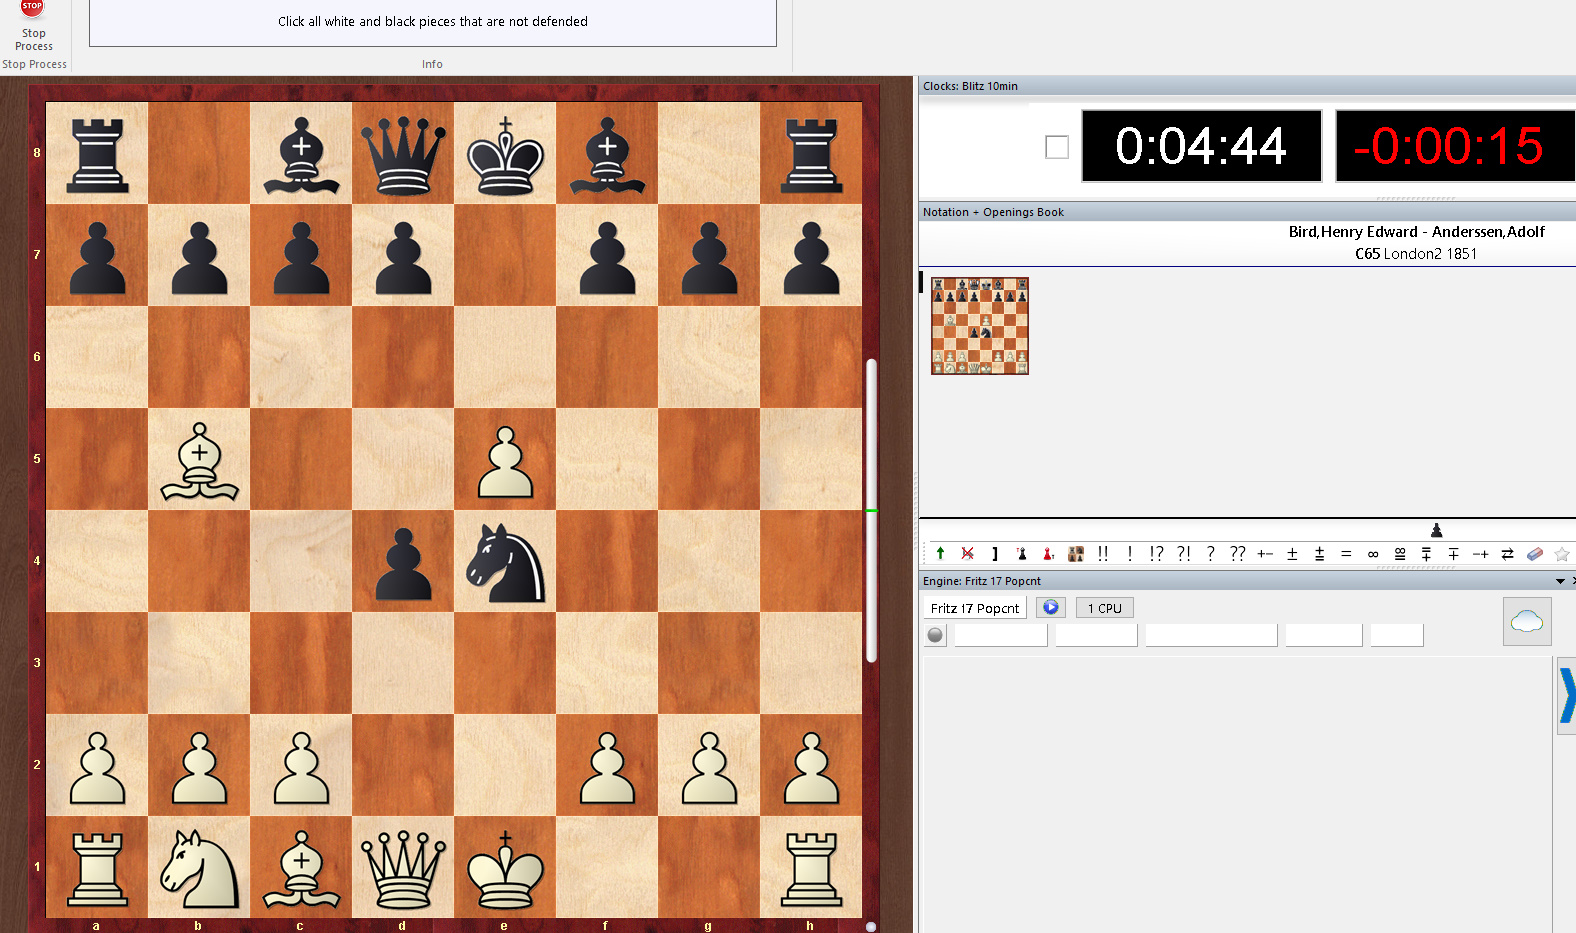 STOP
Stop
Process
Stop Process
Click all white and black pieces that are not defended
Info
Clocks: Blitz 10min
0:04:44
-0:00:15
Notation + Openings Book
Bird,Henry Edward - Anderssen,Adolf
C65 London2 1851
8
7
6
5
4
3
2
1
a b c d e f g h
] !! ! !? ?! ? ?? +− ± ⩲ = ∞ ⯹ ⩱ ∓ −+ ⇄
Engine: Fritz 17 Popcnt
Fritz 17 Popcnt
1 CPU